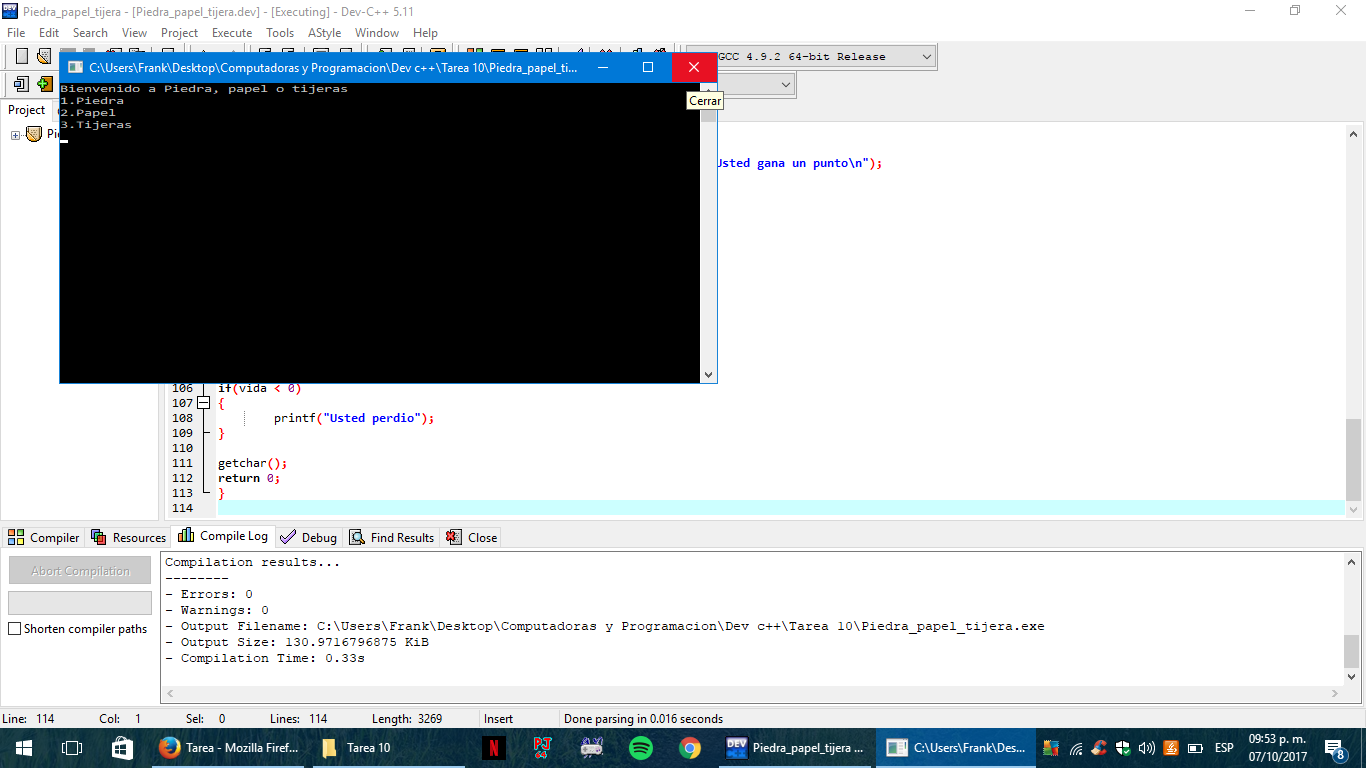 Piedra_papel_tijera - [Piedra_papel_tijera.dev] - [Executing] - Dev-C++ 5.11
File Edit Search View Project Execute Tools AStyle Window Help
GCC 4.9.2 64-bit Release
C:\Users\Frank\Desktop\Computadoras y Programacion\Dev c++\Tarea 10\Piedra_papel_ti...
Cerrar
Bienvenido a Piedra, papel o tijeras
1.Piedra
2.Papel
3.Tijeras
Project
Usted gana un punto\n");
106 if(vida < 0)
107 {
108 printf("Usted perdio");
109 }
110
111 getchar();
112 return 0;
113 }
114
Compiler Resources Compile Log Debug Find Results Close
Abort Compilation
Shorten compiler paths
Compilation results...
--------
- Errors: 0
- Warnings: 0
- Output Filename: C:\Users\Frank\Desktop\Computadoras y Programacion\Dev c++\Tarea 10\Piedra_papel_tijera.exe
- Output Size: 130.9716796875 KiB
- Compilation Time: 0.33s
Line: 114 Col: 1 Sel: 0 Lines: 114 Length: 3269 Insert Done parsing in 0.016 seconds
Tarea - Mozilla Firef... Tarea 10 Piedra_papel_tijera ... C:\Users\Frank\Des... ESP 09:53 p. m.
07/10/2017
8